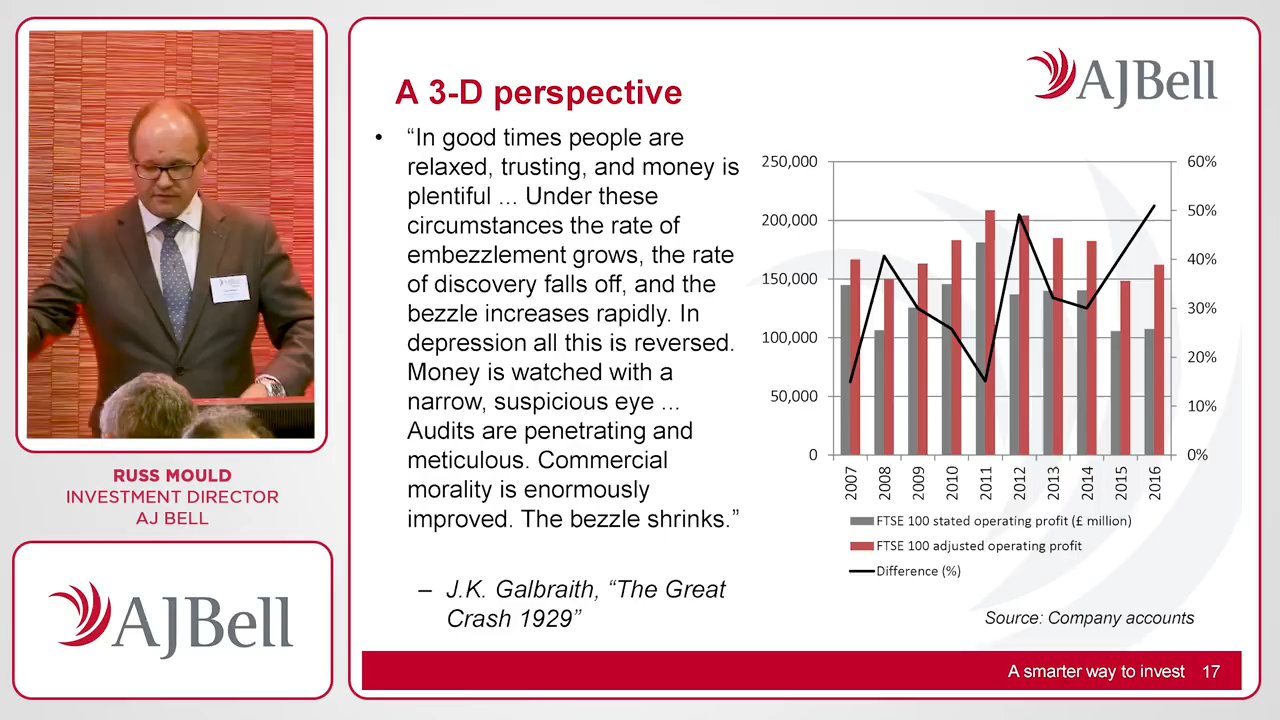 RUSS MOULD
INVESTMENT DIRECTOR
AJ BELL
AJBell
A 3-D perspective
AJBell
• “In good times people are
relaxed, trusting, and money is
plentiful ... Under these
circumstances the rate of
embezzlement grows, the rate
of discovery falls off, and the
bezzle increases rapidly. In
depression all this is reversed.
Money is watched with a
narrow, suspicious eye ...
Audits are penetrating and
meticulous. Commercial
morality is enormously
improved. The bezzle shrinks.”
– J.K. Galbraith, “The Great
Crash 1929”
250,000
200,000
150,000
100,000
50,000
0
60%
50%
40%
30%
20%
10%
0%
2007 2008 2009 2010 2011 2012 2013 2014 2015 2016
FTSE 100 stated operating profit (£ million)
FTSE 100 adjusted operating profit
Difference (%)
Source: Company accounts
A smarter way to invest 17